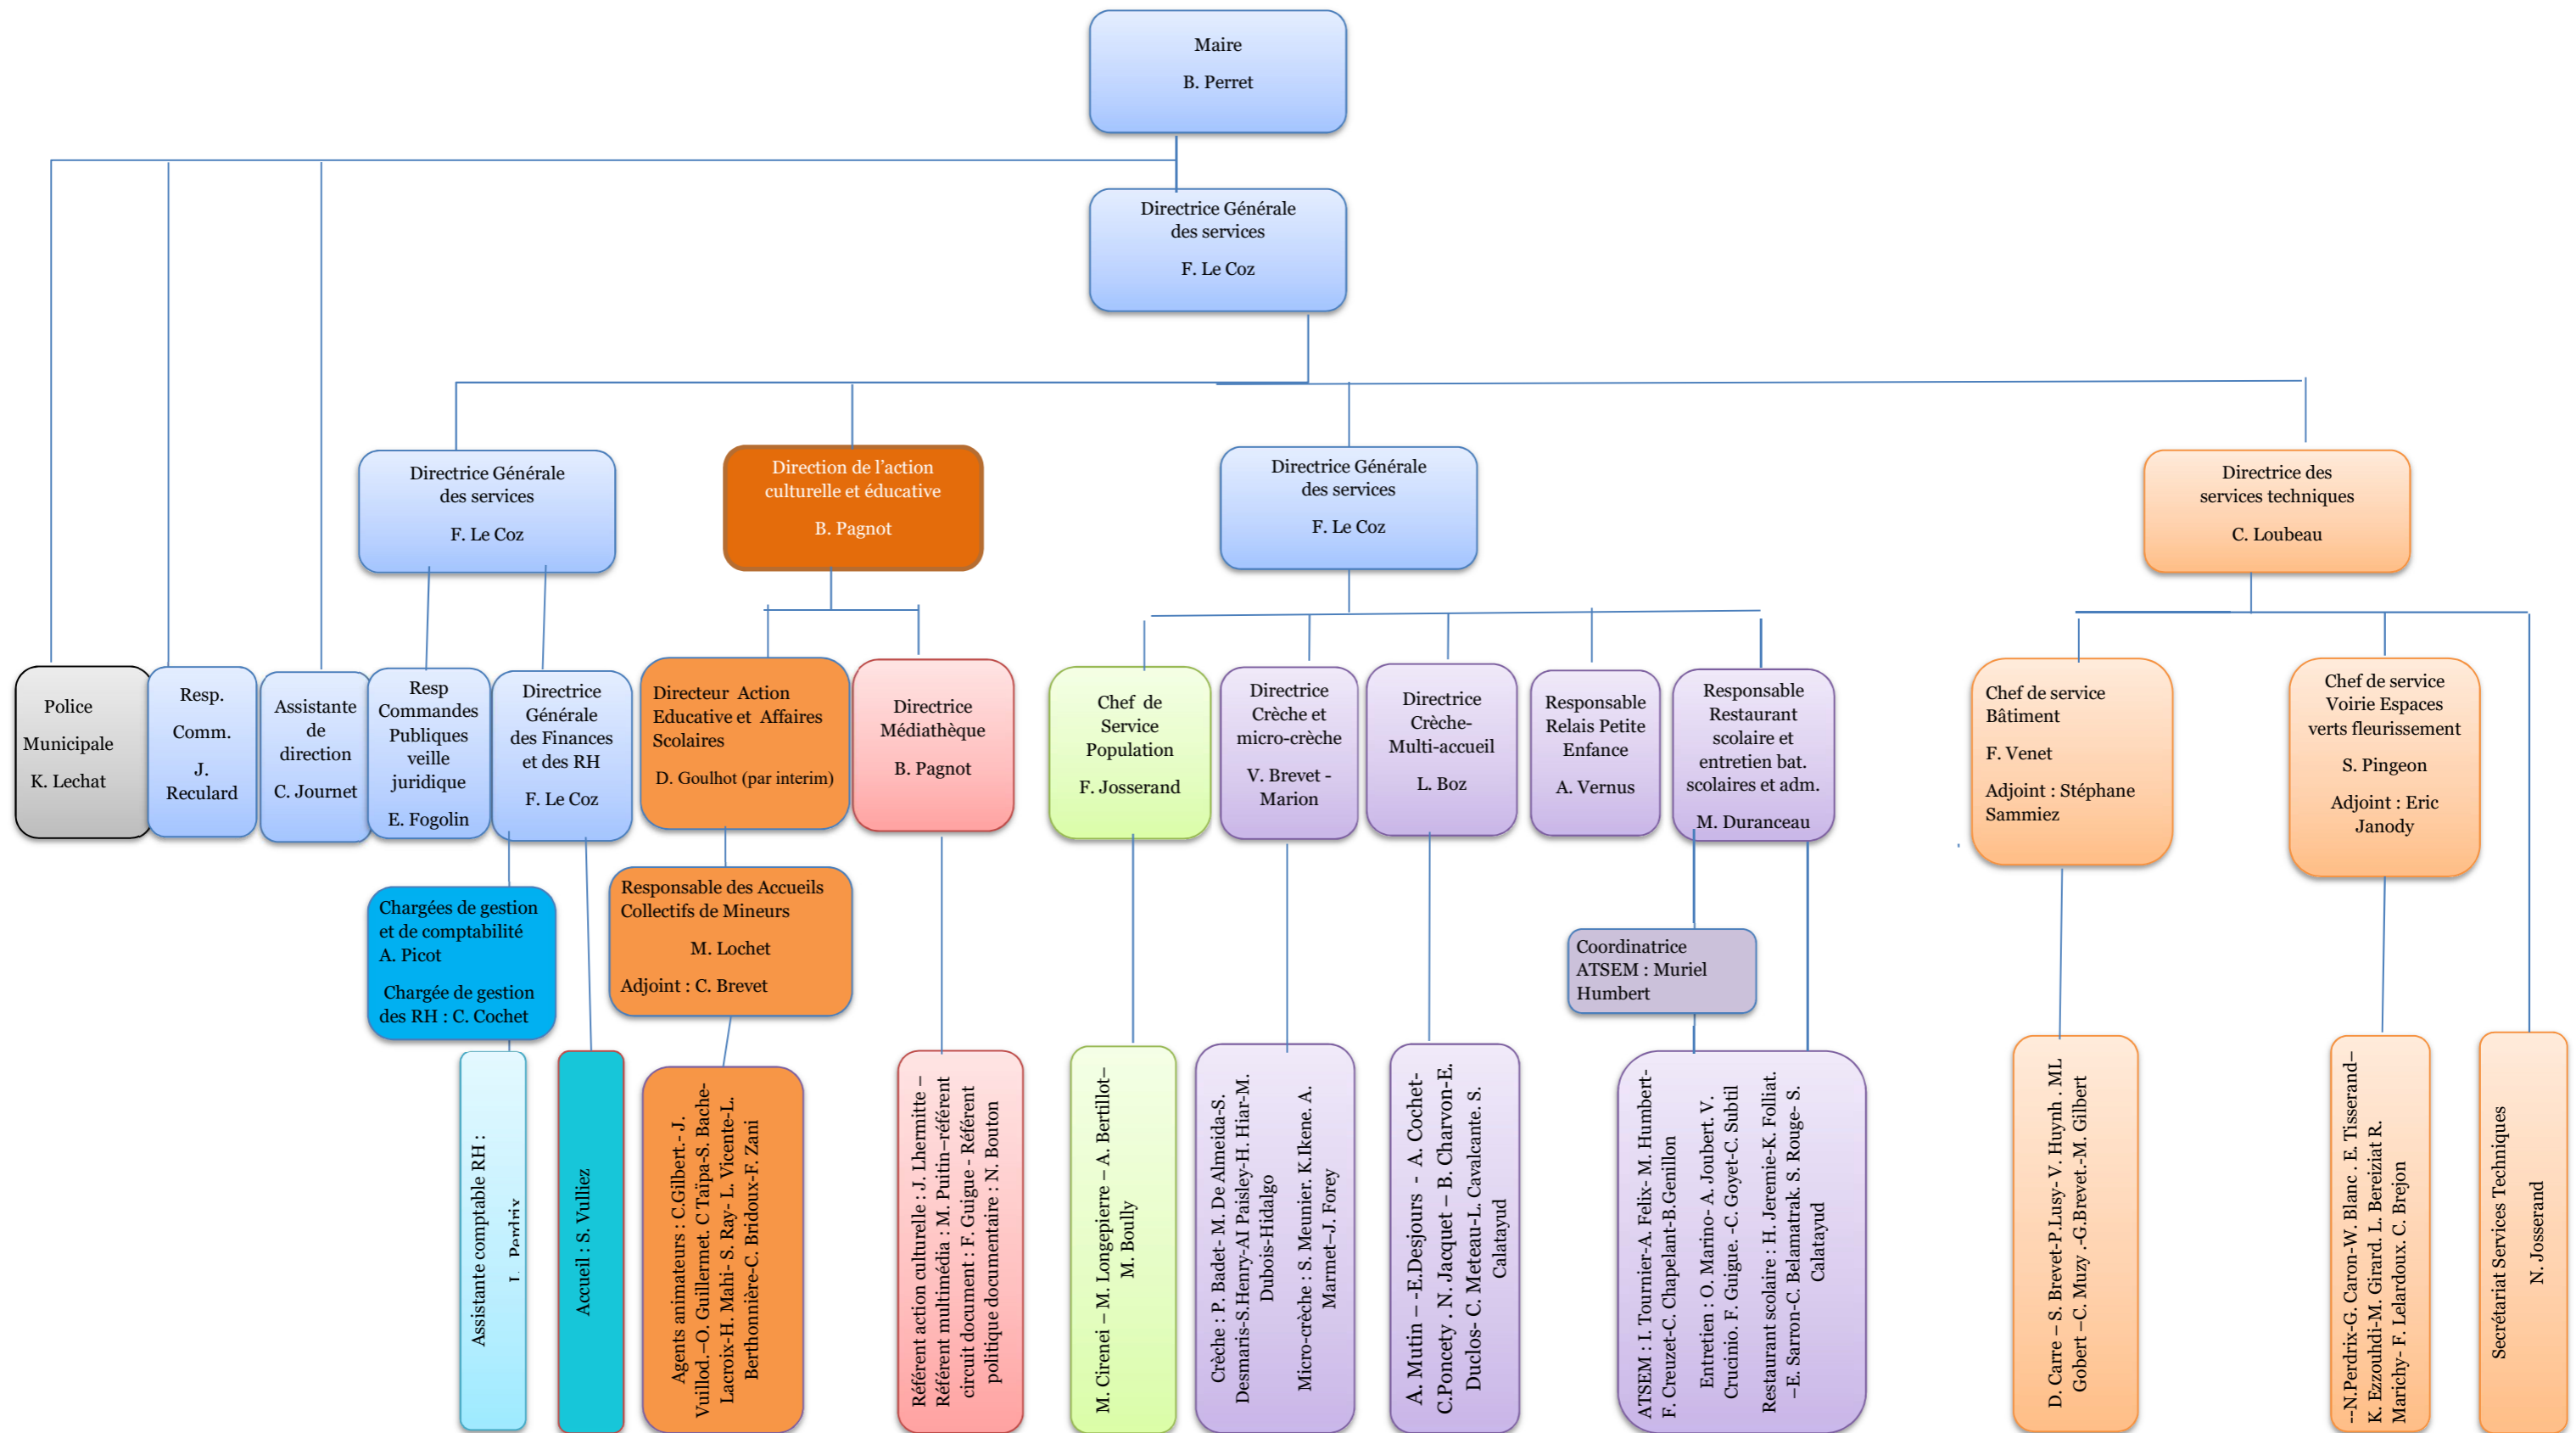 Maire
B. Perret
Directrice Générale
des services
F. Le Coz
Directrice Générale
des services
F. Le Coz
Direction de l’action
culturelle et éducative
B. Pagnot
Directrice Générale
des services
F. Le Coz
Directrice des
services techniques
C. Loubeau
Police
Municipale
K. Lechat
Resp.
Comm.
J.
Reculard
Assistante
de
direction
C. Journet
Resp
Commandes
Publiques
veille
juridique
E. Fogolin
Directrice
Générale
des Finances
et des RH
F. Le Coz
Directeur Action
Educative et Affaires
Scolaires
D. Goulhot (par interim)
Directrice
Médiathèque
B. Pagnot
Chef de
Service
Population
F. Josserand
Directrice
Crèche et
micro-crèche
V. Brevet -
Marion
Directrice
Crèche-
Multi-accueil
L. Boz
Responsable
Relais Petite
Enfance
A. Vernus
Responsable
Restaurant
scolaire et
entretien bat.
scolaires et adm.
M. Duranceau
Chef de service
Bâtiment
F. Venet
Adjoint : Stéphane
Sammiez
Chef de service
Voirie Espaces
verts fleurissement
S. Pingeon
Adjoint : Eric
Janody
Chargées de gestion
et de comptabilité
A. Picot
Chargée de gestion
des RH : C. Cochet
Responsable des Accueils
Collectifs de Mineurs
M. Lochet
Adjoint : C. Brevet
Coordinatrice
ATSEM : Muriel
Humbert
Assistante comptable RH :
Perdrix
Accueil : S. Vulliez
Agents animateurs : C.Gilbert.- J.
Vuillod.–O. Guillermet. C Taïpa-S. Bache-
Lacroix-H. Mahi- S. Ray- L. Vicente-L.
Berthonnière-C. Bridoux-F. Zani
Référent action culturelle : J. Lhermitte –
Référent multimédia : M. Puitin–référent
circuit document : F. Guigue - Référent
politique documentaire : N. Bouton
M. Cirenei – M. Longepierre – A. Bertillot–
M. Boully
Crèche : P. Badet- M. De Almeida-S.
Desmaris-S.Henry-AI Paisley-H. Hiar-M.
Dubois-Hidalgo
Micro-crèche : S. Meunier. K.Ikene. A.
Marmet–J. Forey
A. Mutin – -E.Desjours - A. Cochet-
C.Poncety . N. Jacquet – B. Charvon-E.
Duclos- C. Meteau-L. Cavalcante. S.
Calatayud
ATSEM : I. Tournier-A. Felix- M. Humbert-
F. Creuzet-C. Chapelant-B.Genillon
Entretien : O. Marino- A. Joubert. V.
Crucinio. F. Guigue. -C. Goyet-C. Subtil
Restaurant scolaire : H. Jeremie-K. Folliat.
–E. Sarron-C. Belamatrak. S. Rouge- S.
Calatayud
D. Carre – S. Brevet-P.Lusy- V. Huynh . ML
Gobert –C. Muzy .-G.Brevet.-M. Gilbert
--N.Perdrix-G. Caron-W. Blanc . E. Tisserand–
K. Ezzouhdi-M. Girard. L. Bereiziat R.
Marichy- F. Lelardoux. C. Brejon
Secrétariat Services Techniques
N. Josserand